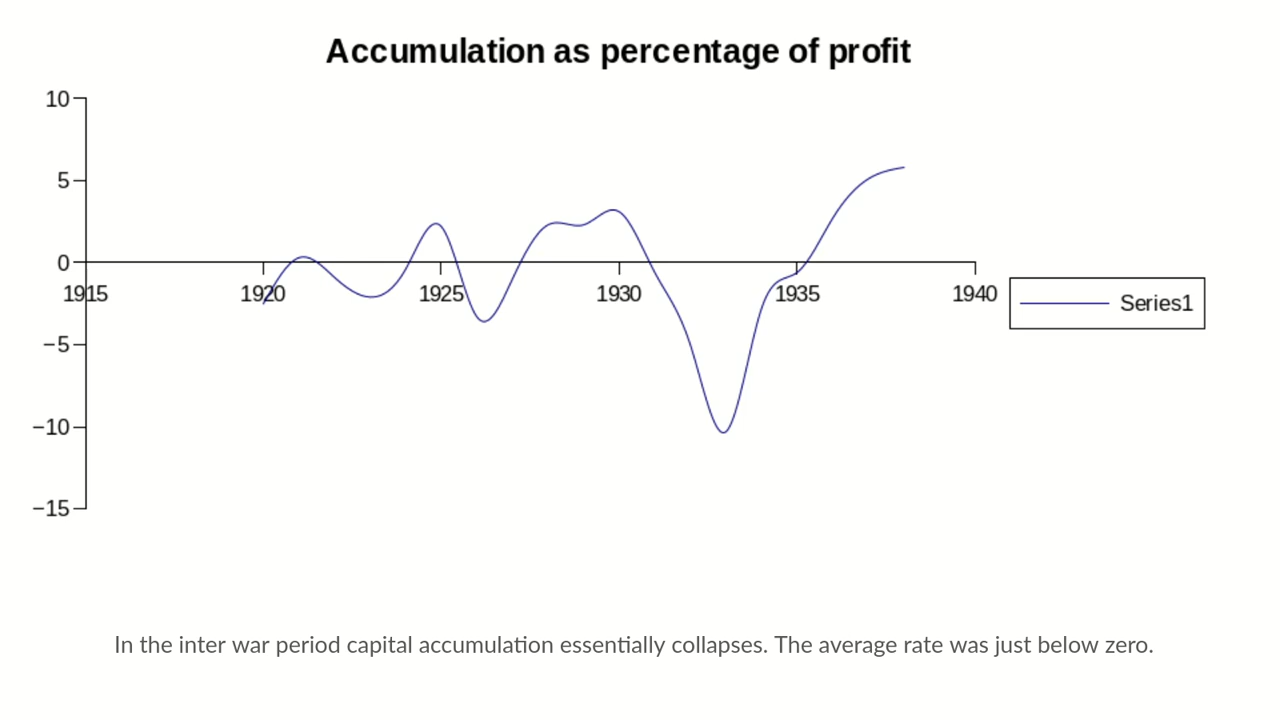 Accumulation as percentage of profit
10
5
0
1915 1920 1925 1930 1935 1940
Series1
−5
−10
−15
In the inter war period capital accumulation essentially collapses. The average rate was just below zero.